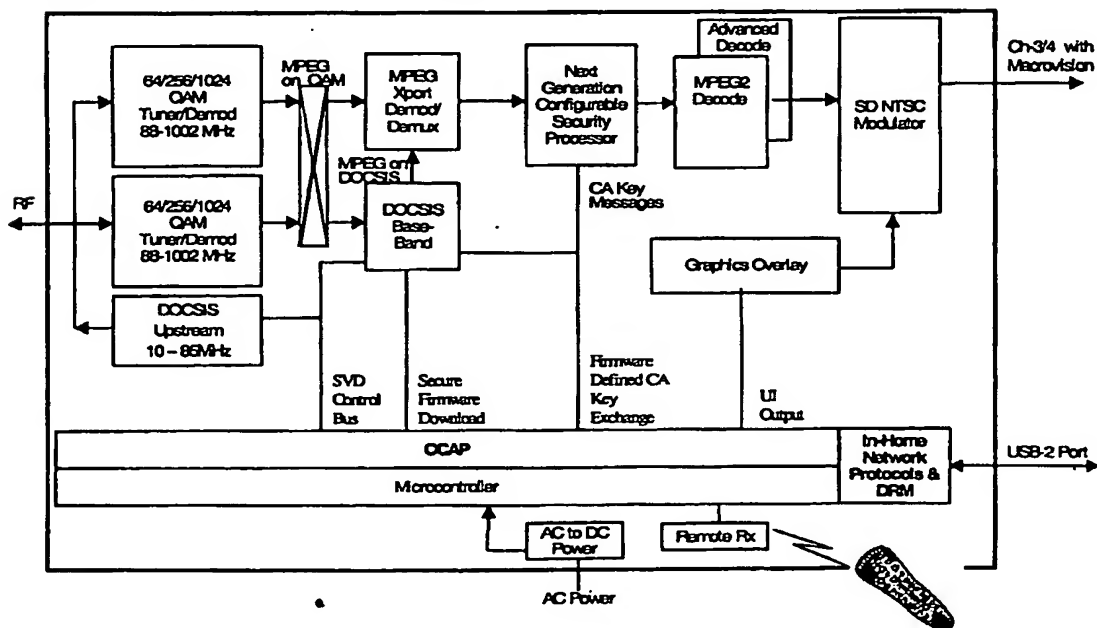 64/256/1024
QAM
Tuner/Demod
88-1002 MHz
MPEG
on QAM
MPEG
Xport
Demod/
Demux
Next
Generation
Configurable
Security
Processor
Advanced
Decode
MPEG2
Decode
SD NTSC
Modulator
Ch-3/4 with
Macrovision
RF
64/256/1024
QAM
Tuner/Demod
88-1002 MHz
MPEG on
DOCSIS
DOCSIS
Base-
Band
CA Key
Messages
Graphics Overlay
DOCSIS
Upstream
10 – 85MHz
SVD
Control
Bus
Secure
Firmware
Download
Firmware
Defined CA
Key
Exchange
UI
Output
OCAP
Microcontroller
In-Home
Network
Protocols &
DRM
USB-2 Port
AC to DC
Power
Remote Rx
AC Power